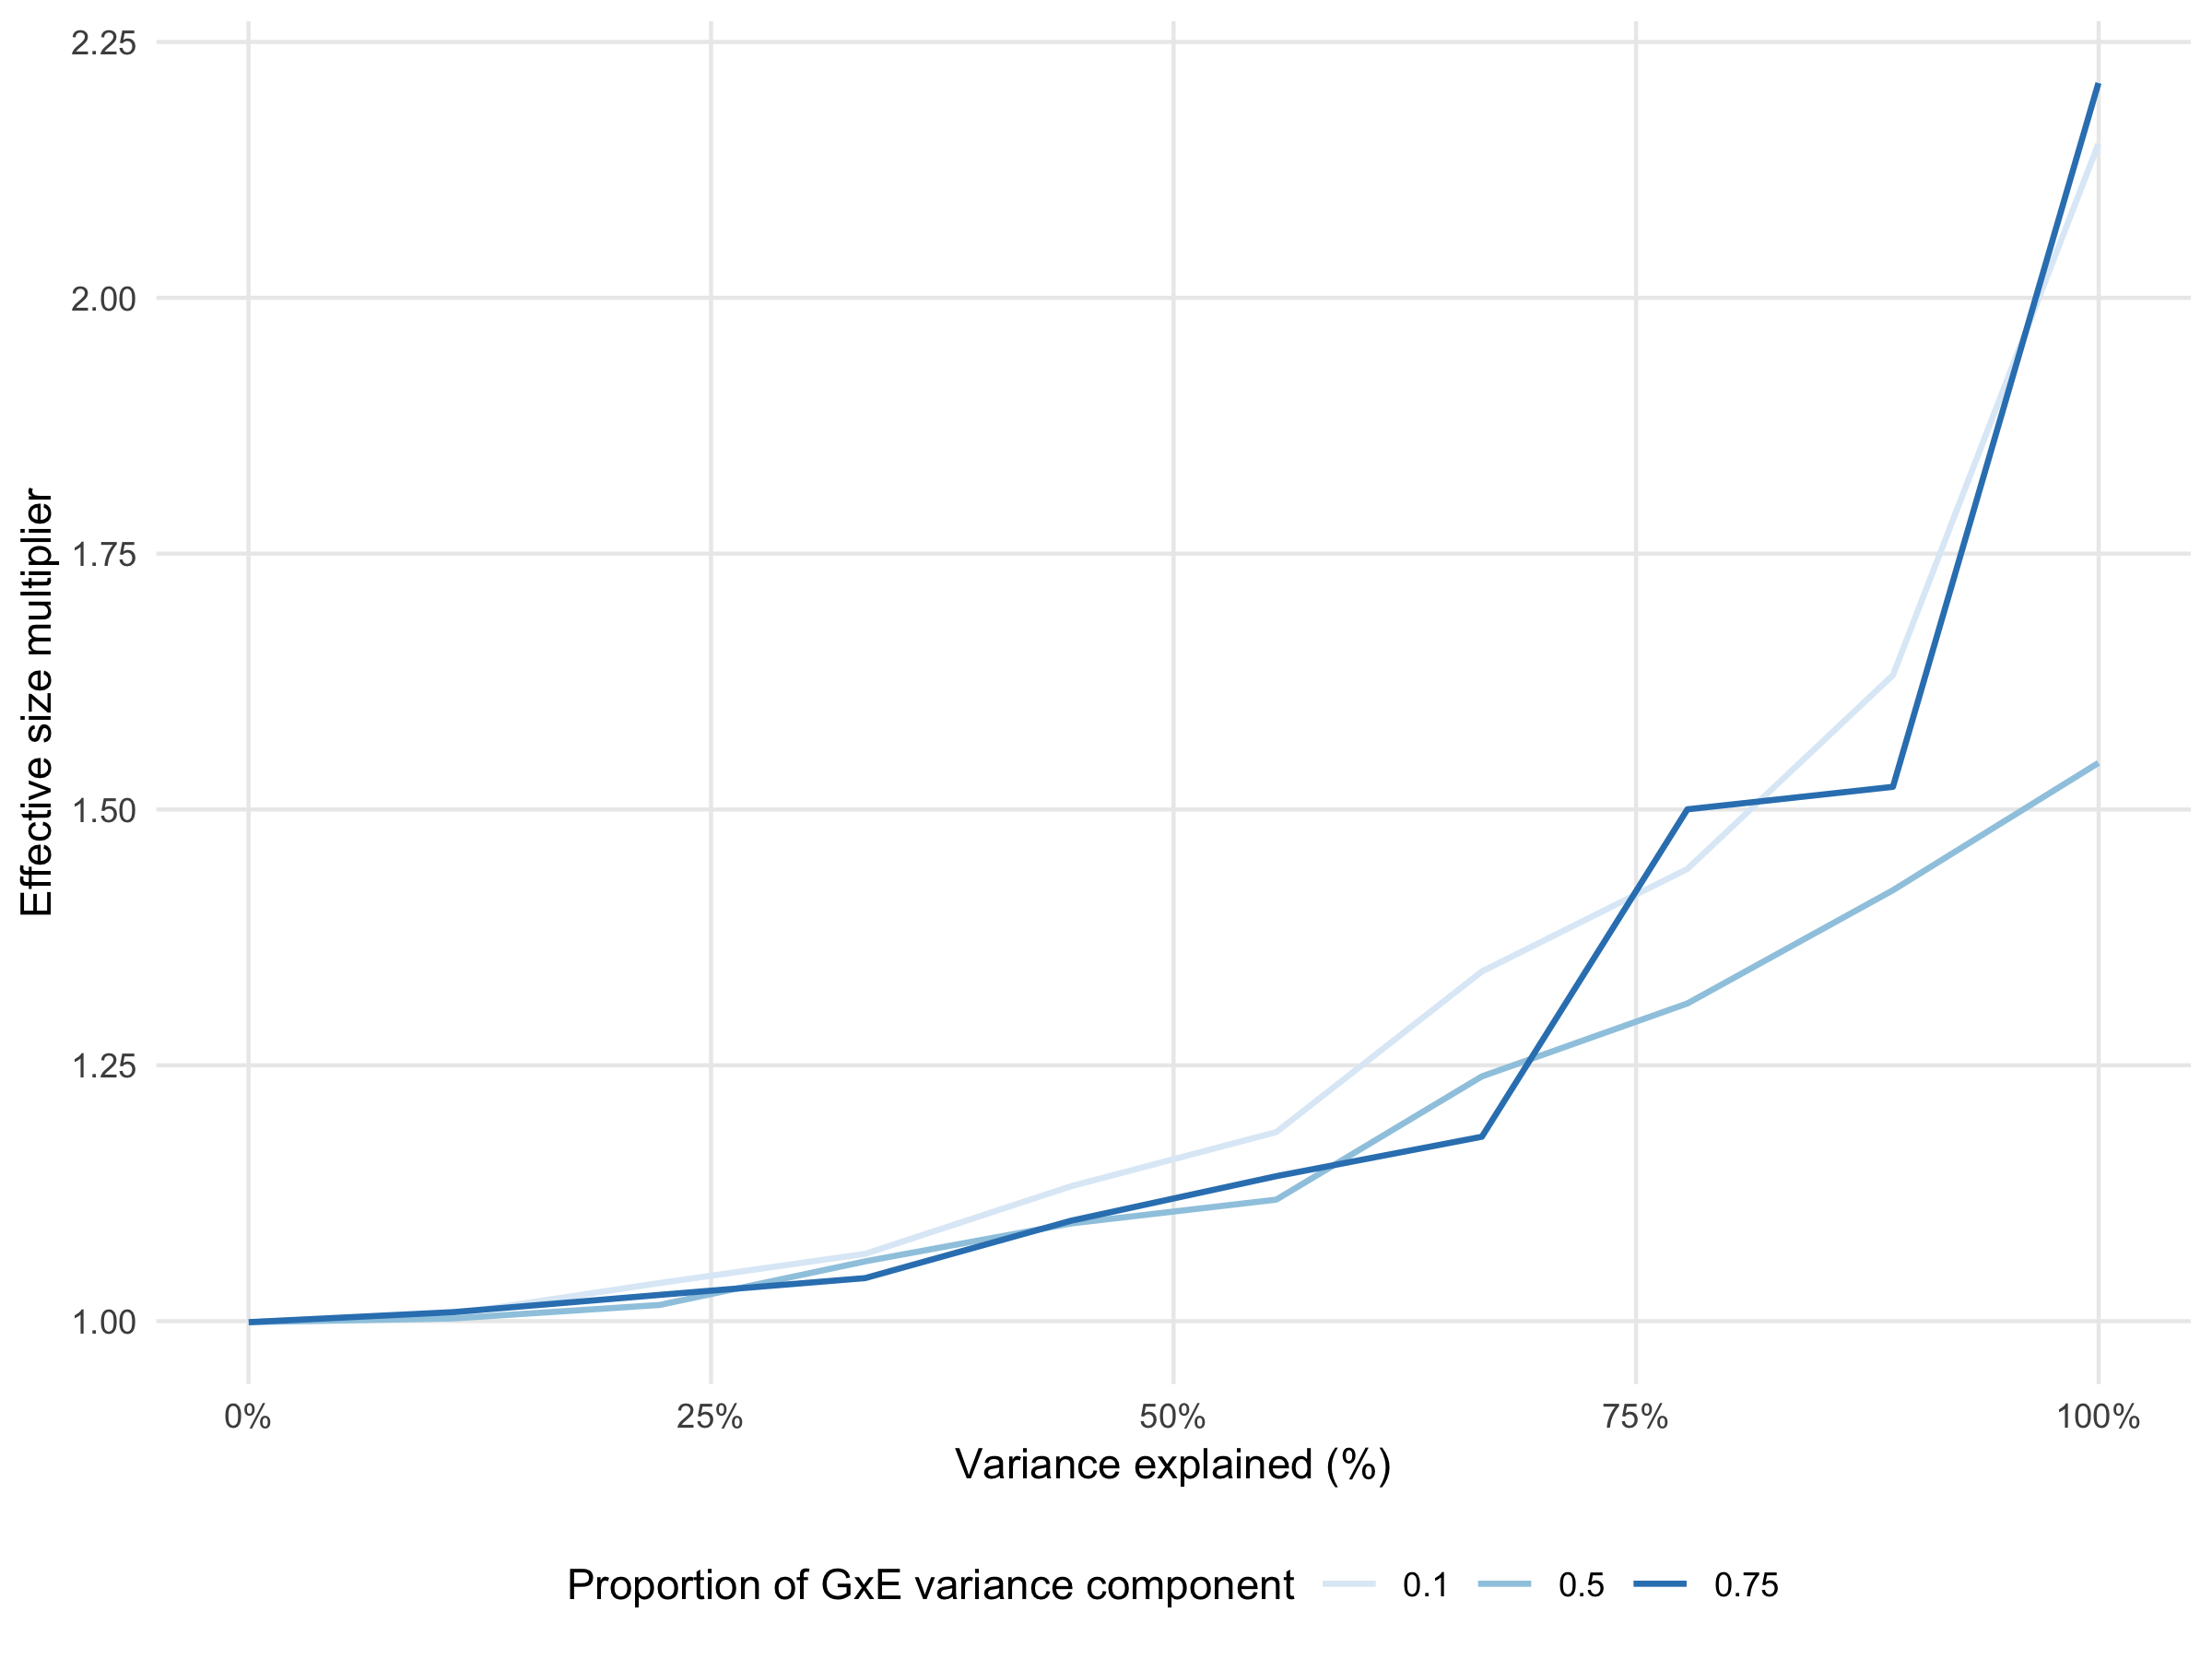 2.25
2.00
1.75
1.50
1.25
1.00
Effective size multiplier
0% 25% 50% 75% 100%
Variance explained (%)
Proportion of GxE variance component 0.1 0.5 0.75